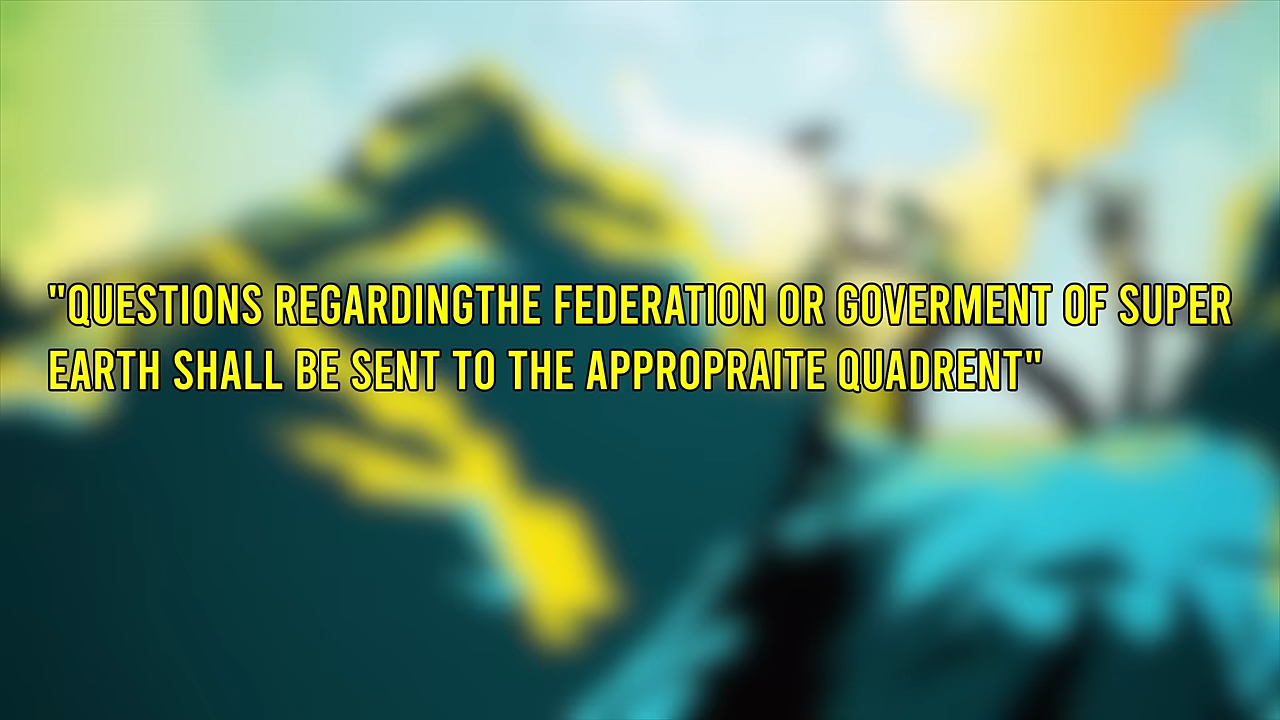 "QUESTIONS REGARDINGTHE FEDERATION OR GOVERMENT OF SUPER
EARTH SHALL BE SENT TO THE APPROPRAITE QUADRENT"